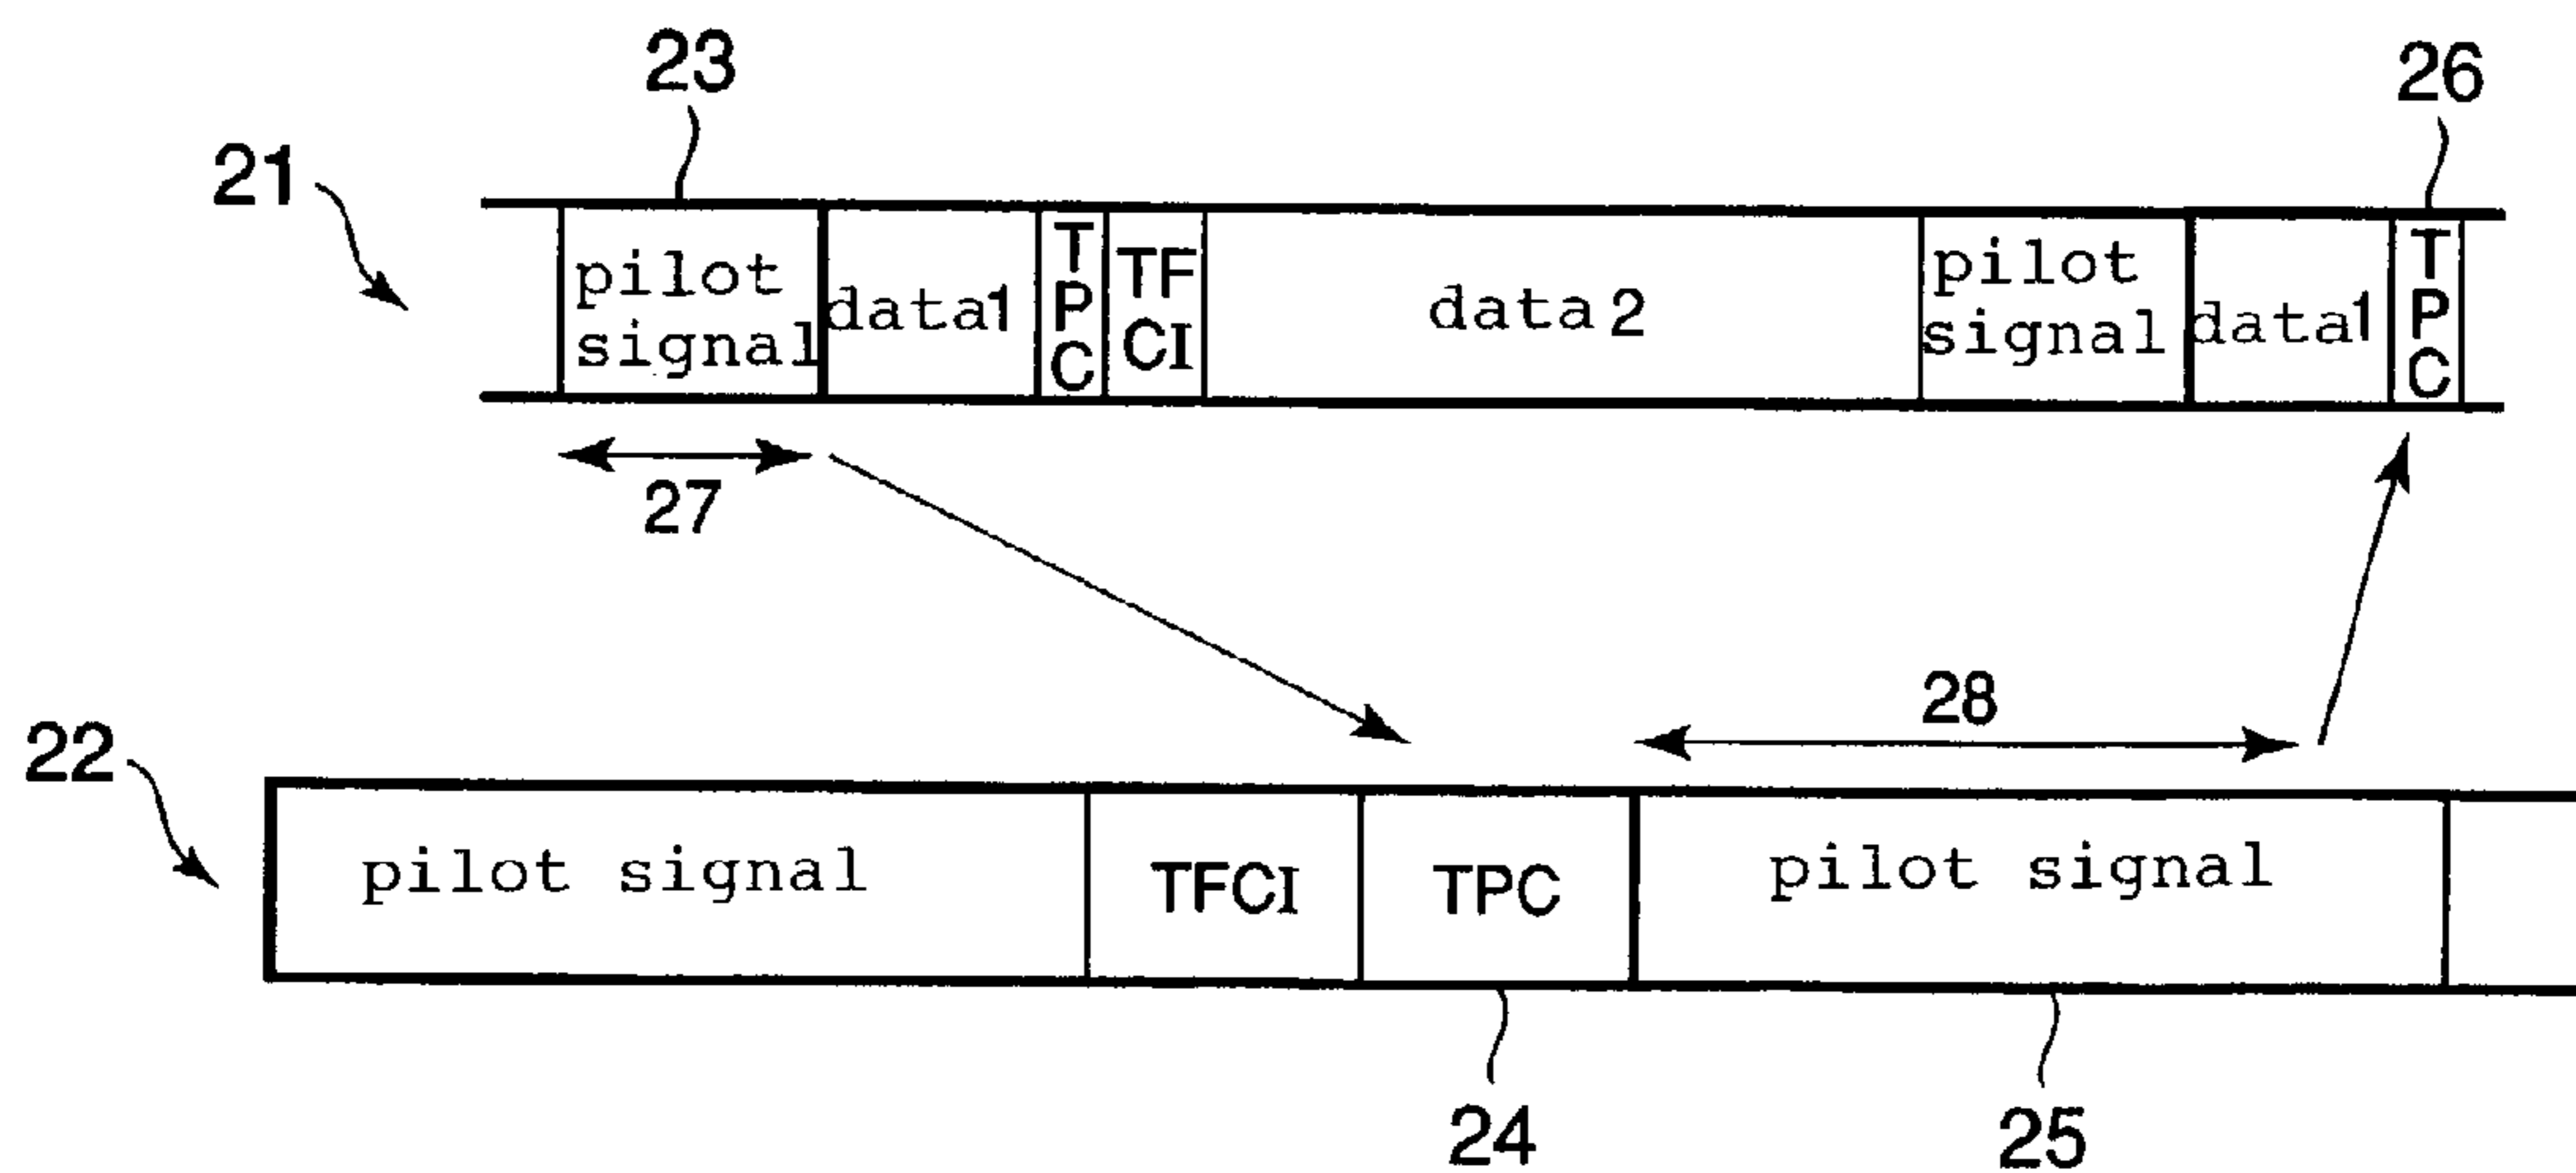 23
26
21
pilot
signal
data1
T
P
C
TF
CI
data2
pilot
signal
data1
T
P
C
27
28
22
pilot signal
TFCI
TPC
pilot signal
24
25